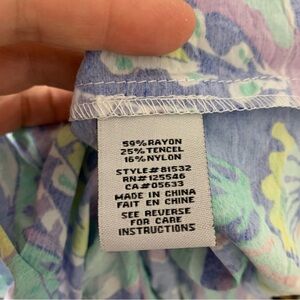 59% RAYON
25% TENCEL
16% NYLON
STYLE# 81532
RN# 125546
CA# 05633
MADE IN CHINA
FAIT EN CHINE
SEE REVERSE
FOR CARE
INSTRUCTIONS